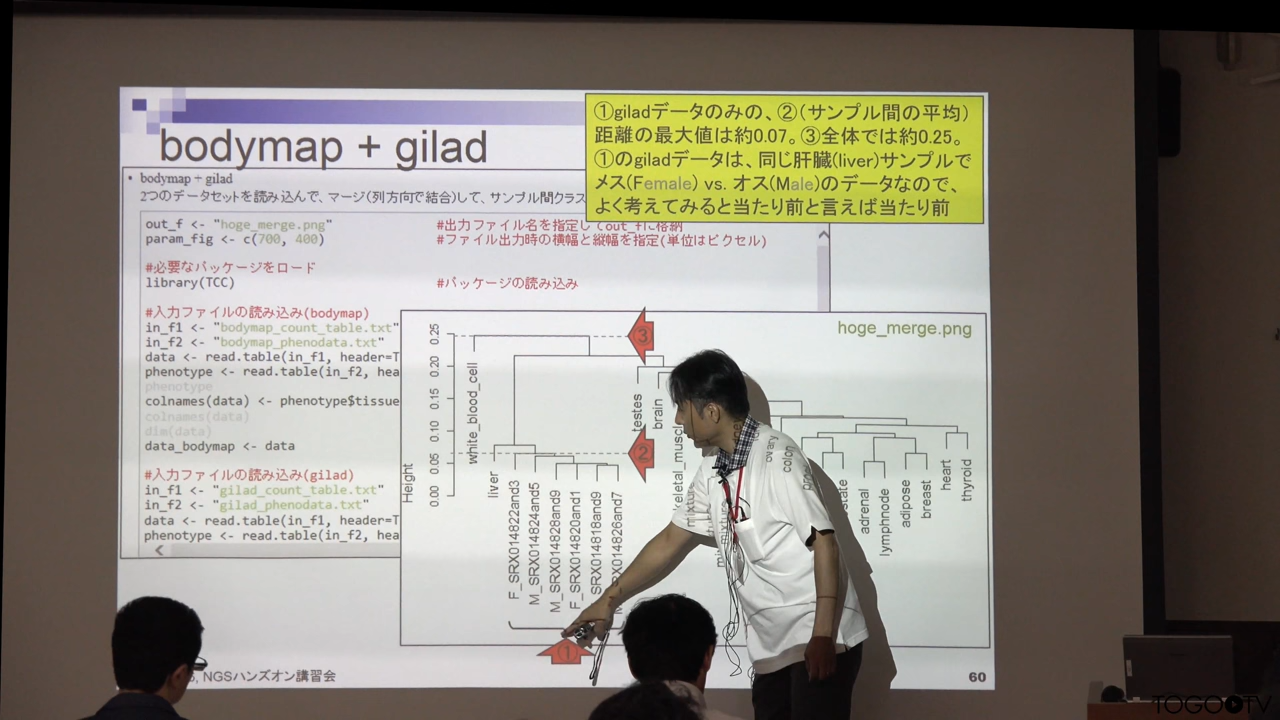 bodymap + gilad
①giladデータのみの、②(サンプル間の平均)
距離の最大値は約0.07。③全体では約0.25。
①のgiladデータは、同じ肝臓(liver)サンプルで
メス(Female) vs. オス(Male)のデータなので、
よく考えてみると当たり前と言えば当たり前
• bodymap + gilad
2つのデータセットを読み込んで、マージ(列方向で結合)して、サンプル間クラス
out_f <- "hoge_merge.png" #出力ファイル名を指定してout_fに格納
param_fig <- c(700, 400) #ファイル出力時の横幅と縦幅を指定(単位はピクセル)
#必要なパッケージをロード
library(TCC) #パッケージの読み込み
#入力ファイルの読み込み(bodymap)
in_f1 <- "bodymap_count_table.txt"
in_f2 <- "bodymap_phenodata.txt"
data <- read.table(in_f1, header=T
phenotype <- read.table(in_f2, hea
phenotype
colnames(data) <- phenotype$tissue
colnames(data)
dim(data)
data_bodymap <- data
#入力ファイルの読み込み(gilad)
in_f1 <- "gilad_count_table.txt"
in_f2 <- "gilad_phenodata.txt"
data <- read.table(in_f1, header=T
phenotype <- read.table(in_f2, hea
hoge_merge.png
Height
0.00
0.05
0.10
0.15
0.20
0.25
③
②
①
white_blood_cell
liver
F_SRX014822and3
M_SRX014824and5
M_SRX014828and9
F_SRX014820and1
SRX014818and9
SRX014826and7
testes
brain
keletal_muscl
mixtu
ovary
colon
state
adrenal
lymphnode
adipose
breast
heart
thyroid
, NGSハンズオン講習会
60
TOGOTV